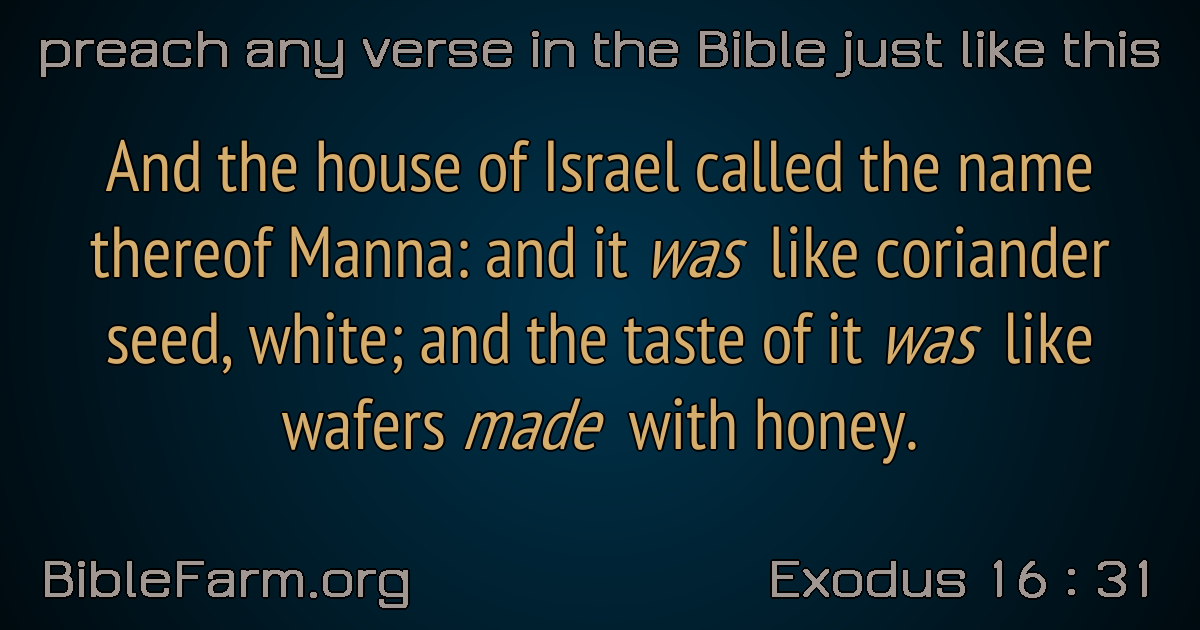 preach any verse in the Bible just like this
And the house of Israel called the name
thereof Manna: and it was like coriander
seed, white; and the taste of it was like
wafers made with honey.
BibleFarm.org
Exodus 16 : 31